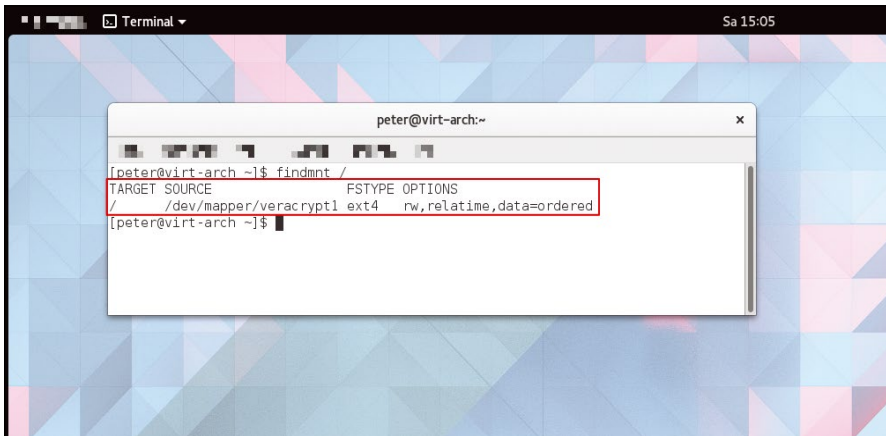 Terminal
Sa 15:05
peter@virt-arch:~
[peter@virt-arch ~]$ findmnt /
TARGET SOURCE                 FSTYPE OPTIONS
/      /dev/mapper/veracrypt1 ext4   rw,relatime,data=ordered
[peter@virt-arch ~]$